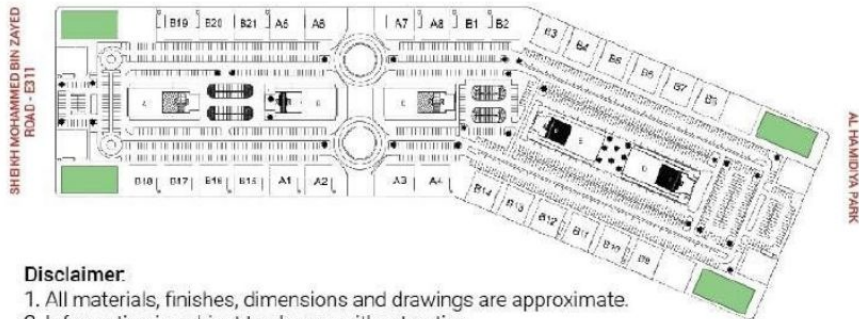 SHEIKH MOHAMMED BIN ZAYED
ROAD - E311
B19 B20 B21 A5 A6
A7 A8 B1 B2
B3 B4 B5 B6 B7 B8
AL HAMIDIYA PARK
B18 B17 B16 B15 A1 A2
A3 A4
B14 B13 B12 B11 B10 B9
Disclaimer:
1. All materials, finishes, dimensions and drawings are approximate.